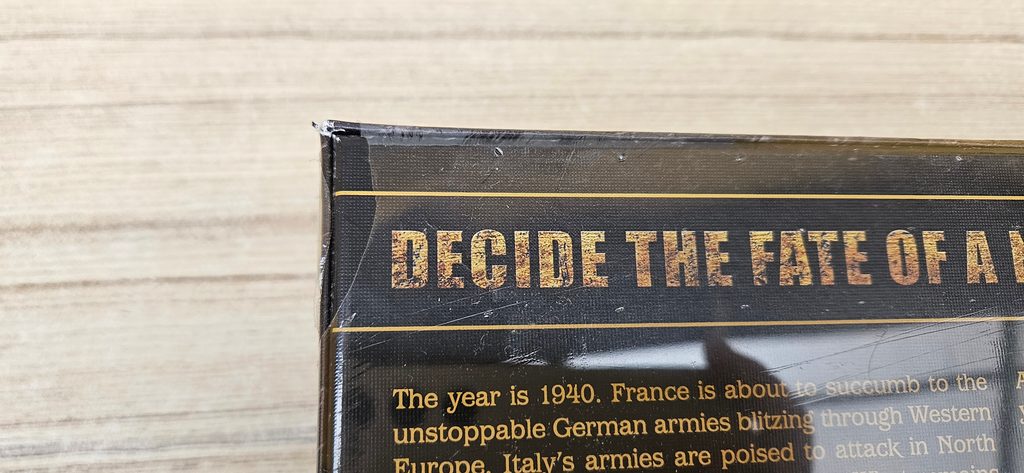 DECIDE THE FATE OF A
The year is 1940. France is about to succumb to the
unstoppable German armies blitzing through Western
Europe. Italy's armies are poised to attack in North